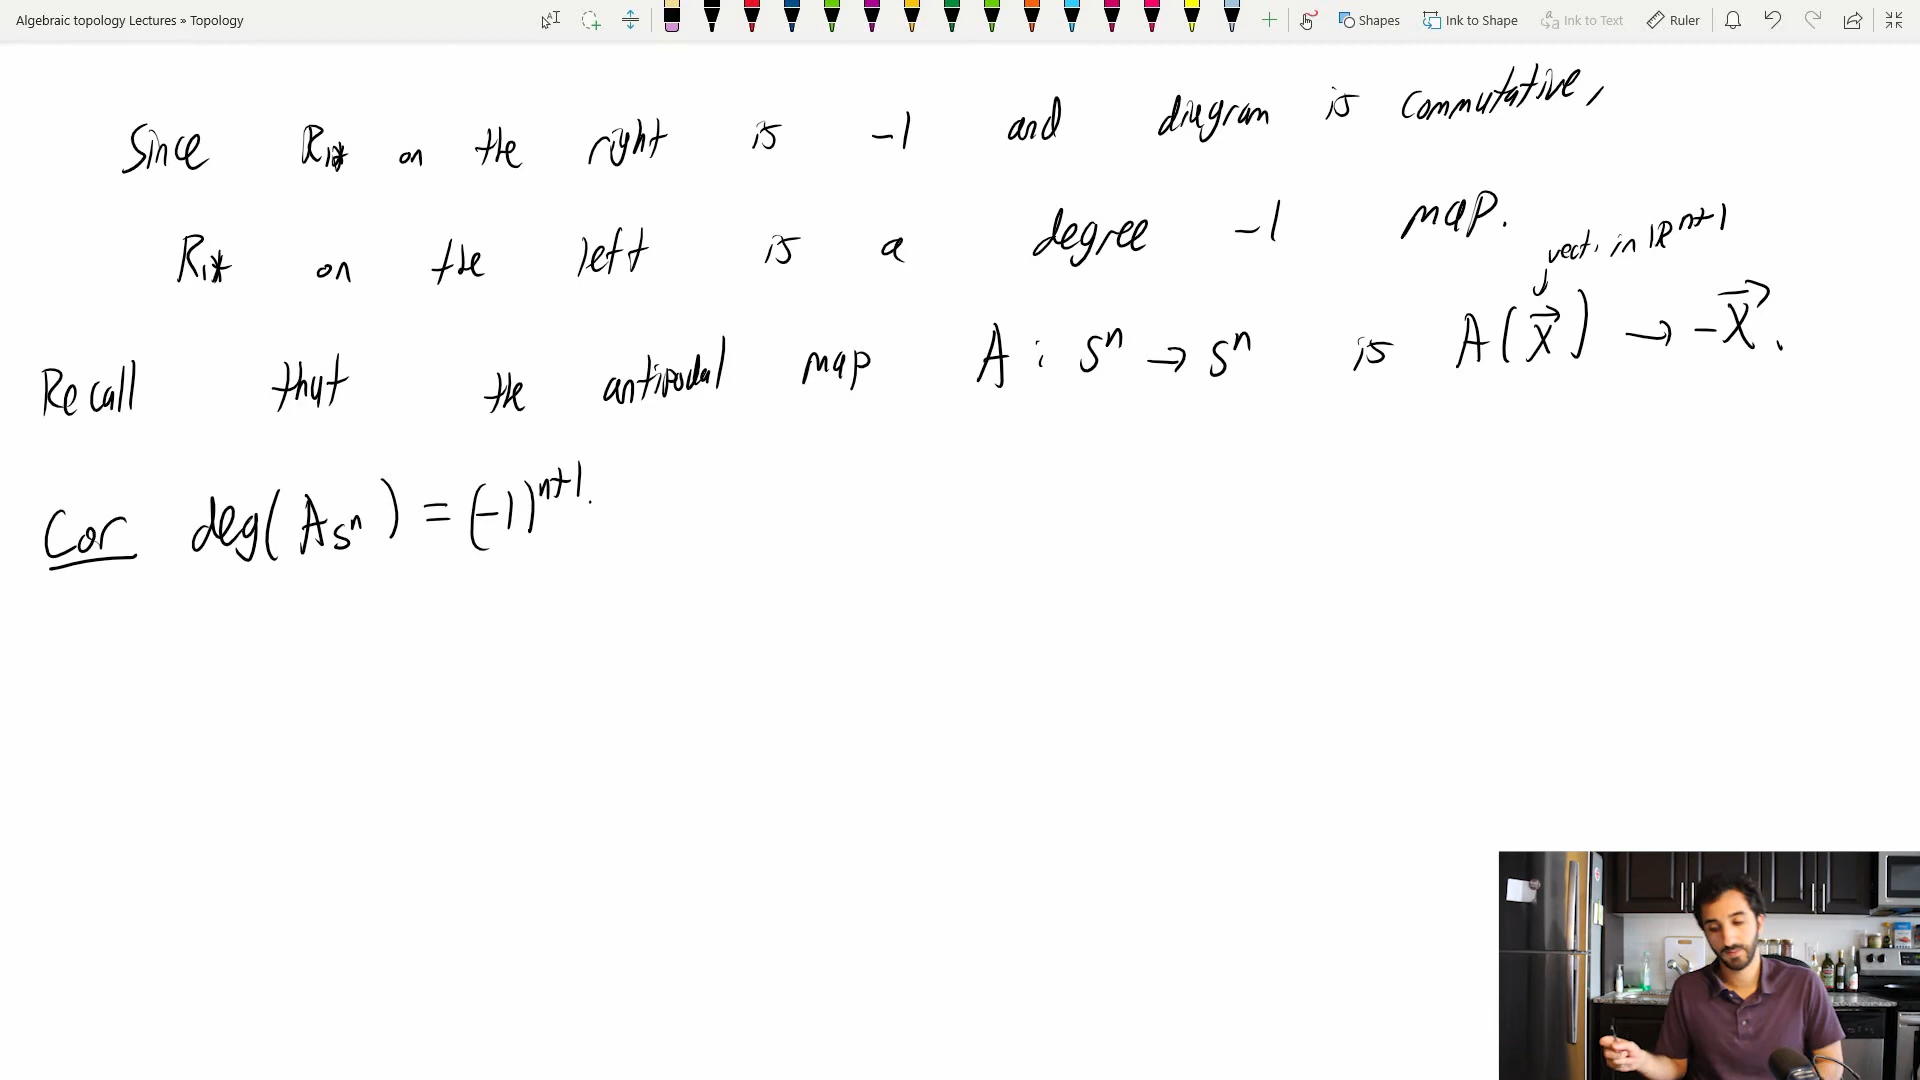 Algebraic topology Lectures » Topology
Shapes Ink to Shape Ink to Text Ruler
Since R₁* on the right is -1 and diagram is commutative,
R₁* on the left is a degree -1 map.
vect. in ℝⁿ⁺¹
Recall that the antipodal map A : Sⁿ → Sⁿ is A(x⃗) → -x⃗.
Cor deg(A_Sⁿ) = (-1)ⁿ⁺¹.